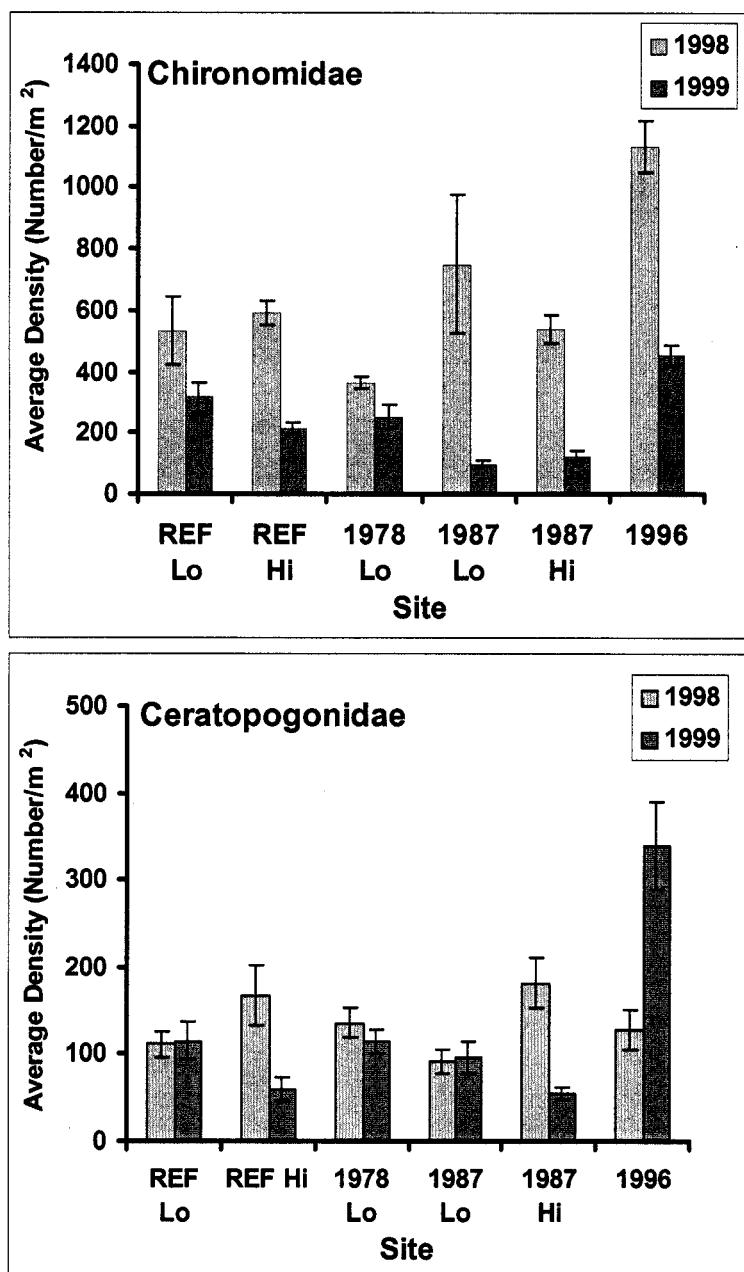 1998
1999
Chironomidae
Average Density (Number/m²)
1400
1200
1000
800
600
400
200
0
REF Lo
REF Hi
1978 Lo
1987 Lo
1987 Hi
1996
Site
1998
1999
Ceratopogonidae
Average Density (Number/m²)
500
400
300
200
100
0
REF Lo
REF Hi
1978 Lo
1987 Lo
1987 Hi
1996
Site